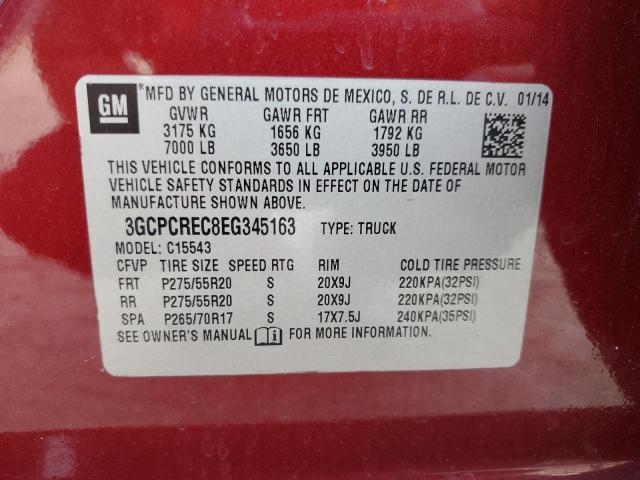 GM
*MFD BY GENERAL MOTORS DE MEXICO, S. DE R.L. DE C.V. 01/14
GVWR GAWR FRT GAWR RR
3175 KG 1656 KG 1792 KG
7000 LB 3650 LB 3950 LB
THIS VEHICLE CONFORMS TO ALL APPLICABLE U.S. FEDERAL MOTOR
VEHICLE SAFETY STANDARDS IN EFFECT ON THE DATE OF
MANUFACTURE SHOWN ABOVE.
3GCPCREC8EG345163 TYPE: TRUCK
MODEL: C15543
CFVP TIRE SIZE SPEED RTG RIM COLD TIRE PRESSURE
FRT P275/55R20 S 20X9J 220KPA(32PSI)
RR P275/55R20 S 20X9J 220KPA(32PSI)
SPA P265/70R17 S 17X7.5J 240KPA(35PSI)
SEE OWNER'S MANUAL FOR MORE INFORMATION.